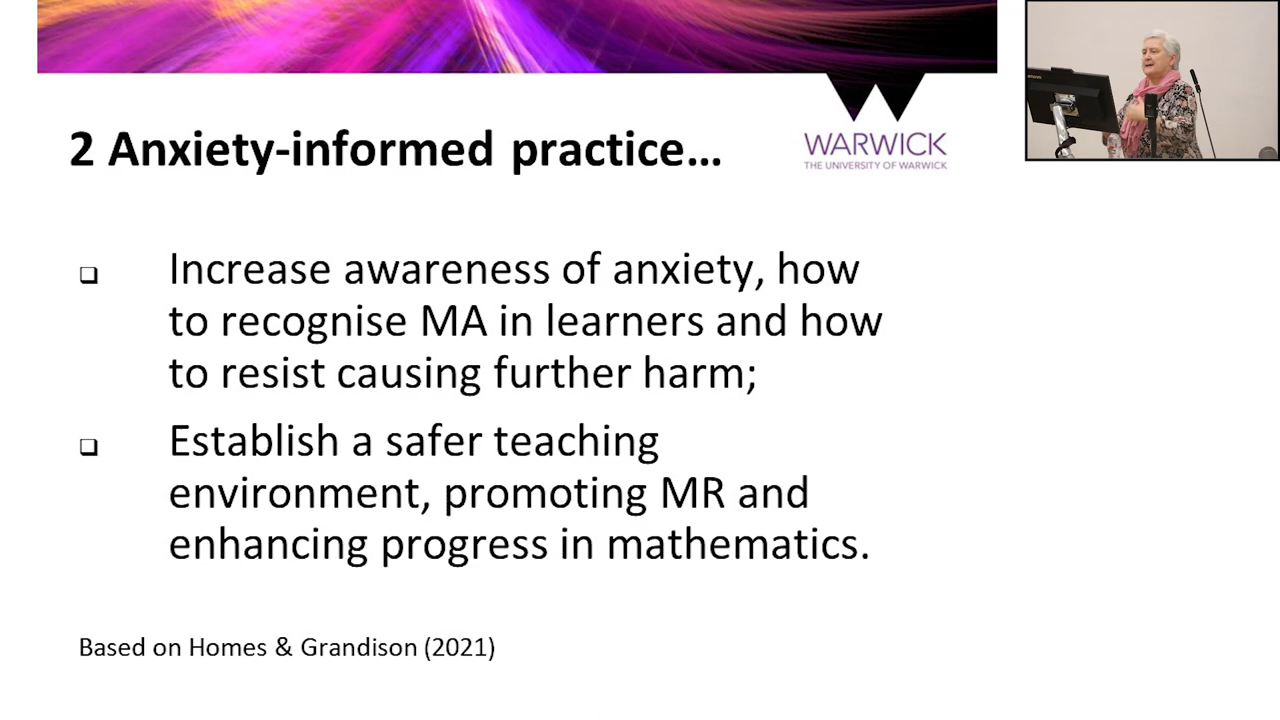 2 Anxiety-informed practice...
WARWICK
THE UNIVERSITY OF WARWICK
❑ Increase awareness of anxiety, how
to recognise MA in learners and how
to resist causing further harm;
❑ Establish a safer teaching
environment, promoting MR and
enhancing progress in mathematics.
Based on Homes & Grandison (2021)